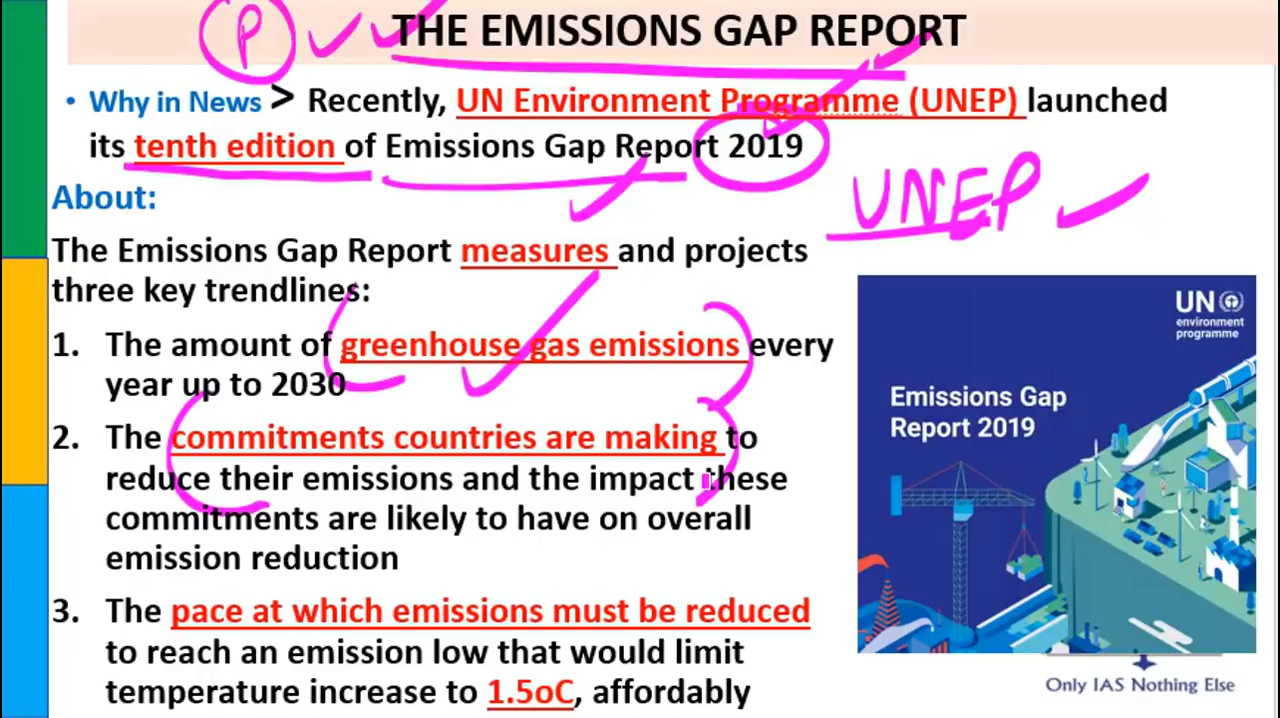 P
THE EMISSIONS GAP REPORT
• Why in News > Recently, UN Environment Programme (UNEP) launched
its tenth edition of Emissions Gap Report 2019
UNEP
About:
The Emissions Gap Report measures and projects
three key trendlines:
1. The amount of greenhouse gas emissions every
year up to 2030
2. The commitments countries are making to
reduce their emissions and the impact these
commitments are likely to have on overall
emission reduction
3. The pace at which emissions must be reduced
to reach an emission low that would limit
temperature increase to 1.5oC, affordably
UN
environment
programme
Emissions Gap
Report 2019
Only IAS Nothing Else